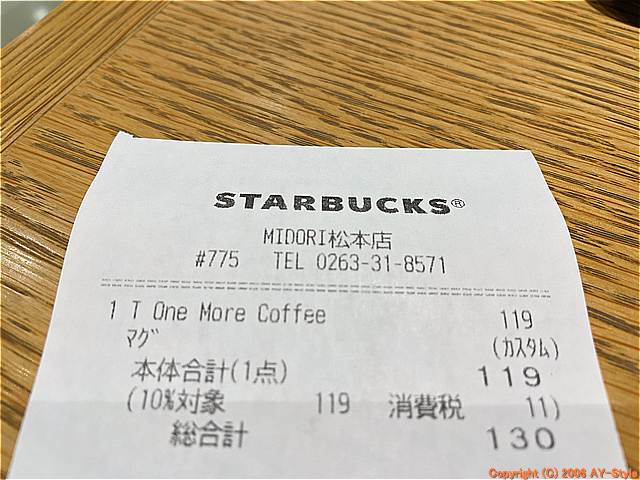 STARBUCKS®
MIDORI松本店
#775 TEL 0263-31-8571
1 T One More Coffee 119
ﾏｸﾞ (ｶｽﾀﾑ)
本体合計(1点) 119
(10%対象 119 消費税 11)
総合計 130
Copyright (C) 2006 AY-Style